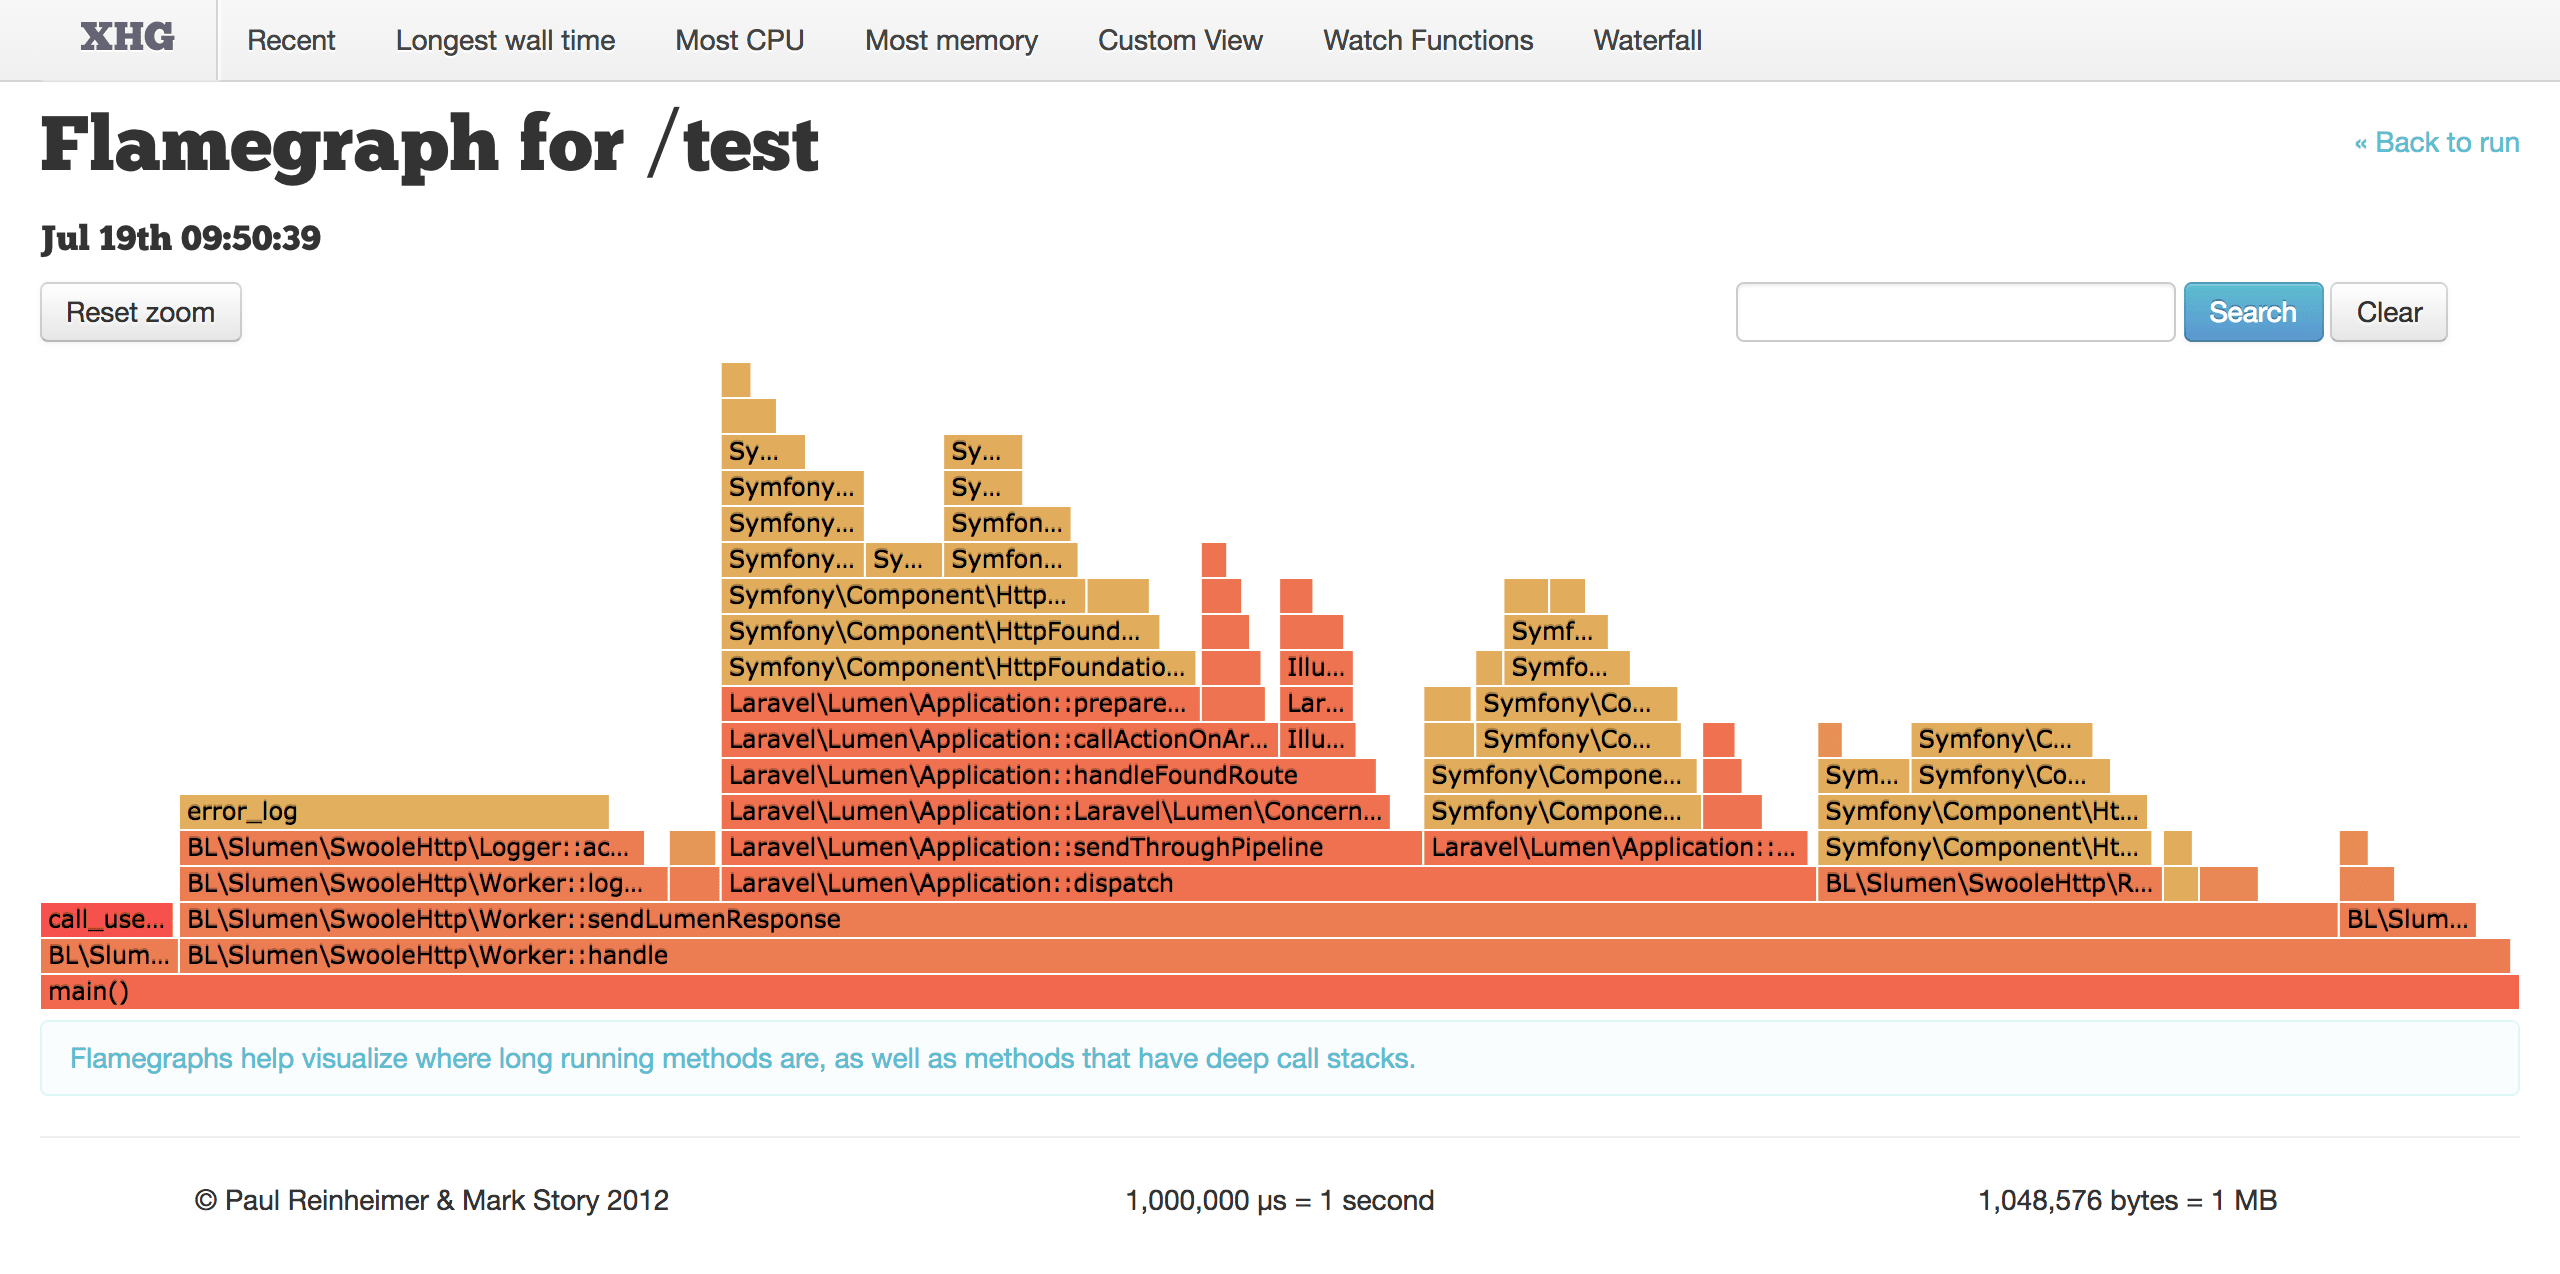 XHG Recent Longest wall time Most CPU Most memory Custom View Watch Functions Waterfall
Flamegraph for /test
« Back to run
Jul 19th 09:50:39
Reset zoom Search Clear
Sy... Sy...
Symfony... Sy...
Symfony... Symfon...
Symfony... Sy... Symfon...
Symfony\Component\Http...
Symfony\Component\HttpFound... Symf...
Symfony\Component\HttpFoundatio... Illu... Symfo...
Laravel\Lumen\Application::prepare... Lar... Symfony\Co...
Laravel\Lumen\Application::callActionOnAr... Illu... Symfony\Co... Symfony\C...
Laravel\Lumen\Application::handleFoundRoute Symfony\Compone... Sym... Symfony\Co...
error_log Laravel\Lumen\Application::Laravel\Lumen\Concern... Symfony\Compone... Symfony\Component\Ht...
BL\Slumen\SwooleHttp\Logger::ac... Laravel\Lumen\Application::sendThroughPipeline Laravel\Lumen\Application::... Symfony\Component\Ht...
BL\Slumen\SwooleHttp\Worker::log... Laravel\Lumen\Application::dispatch BL\Slumen\SwooleHttp\R...
call_use... BL\Slumen\SwooleHttp\Worker::sendLumenResponse BL\Slum...
BL\Slum... BL\Slumen\SwooleHttp\Worker::handle
main()
Flamegraphs help visualize where long running methods are, as well as methods that have deep call stacks.
© Paul Reinheimer & Mark Story 2012 1,000,000 μs = 1 second 1,048,576 bytes = 1 MB